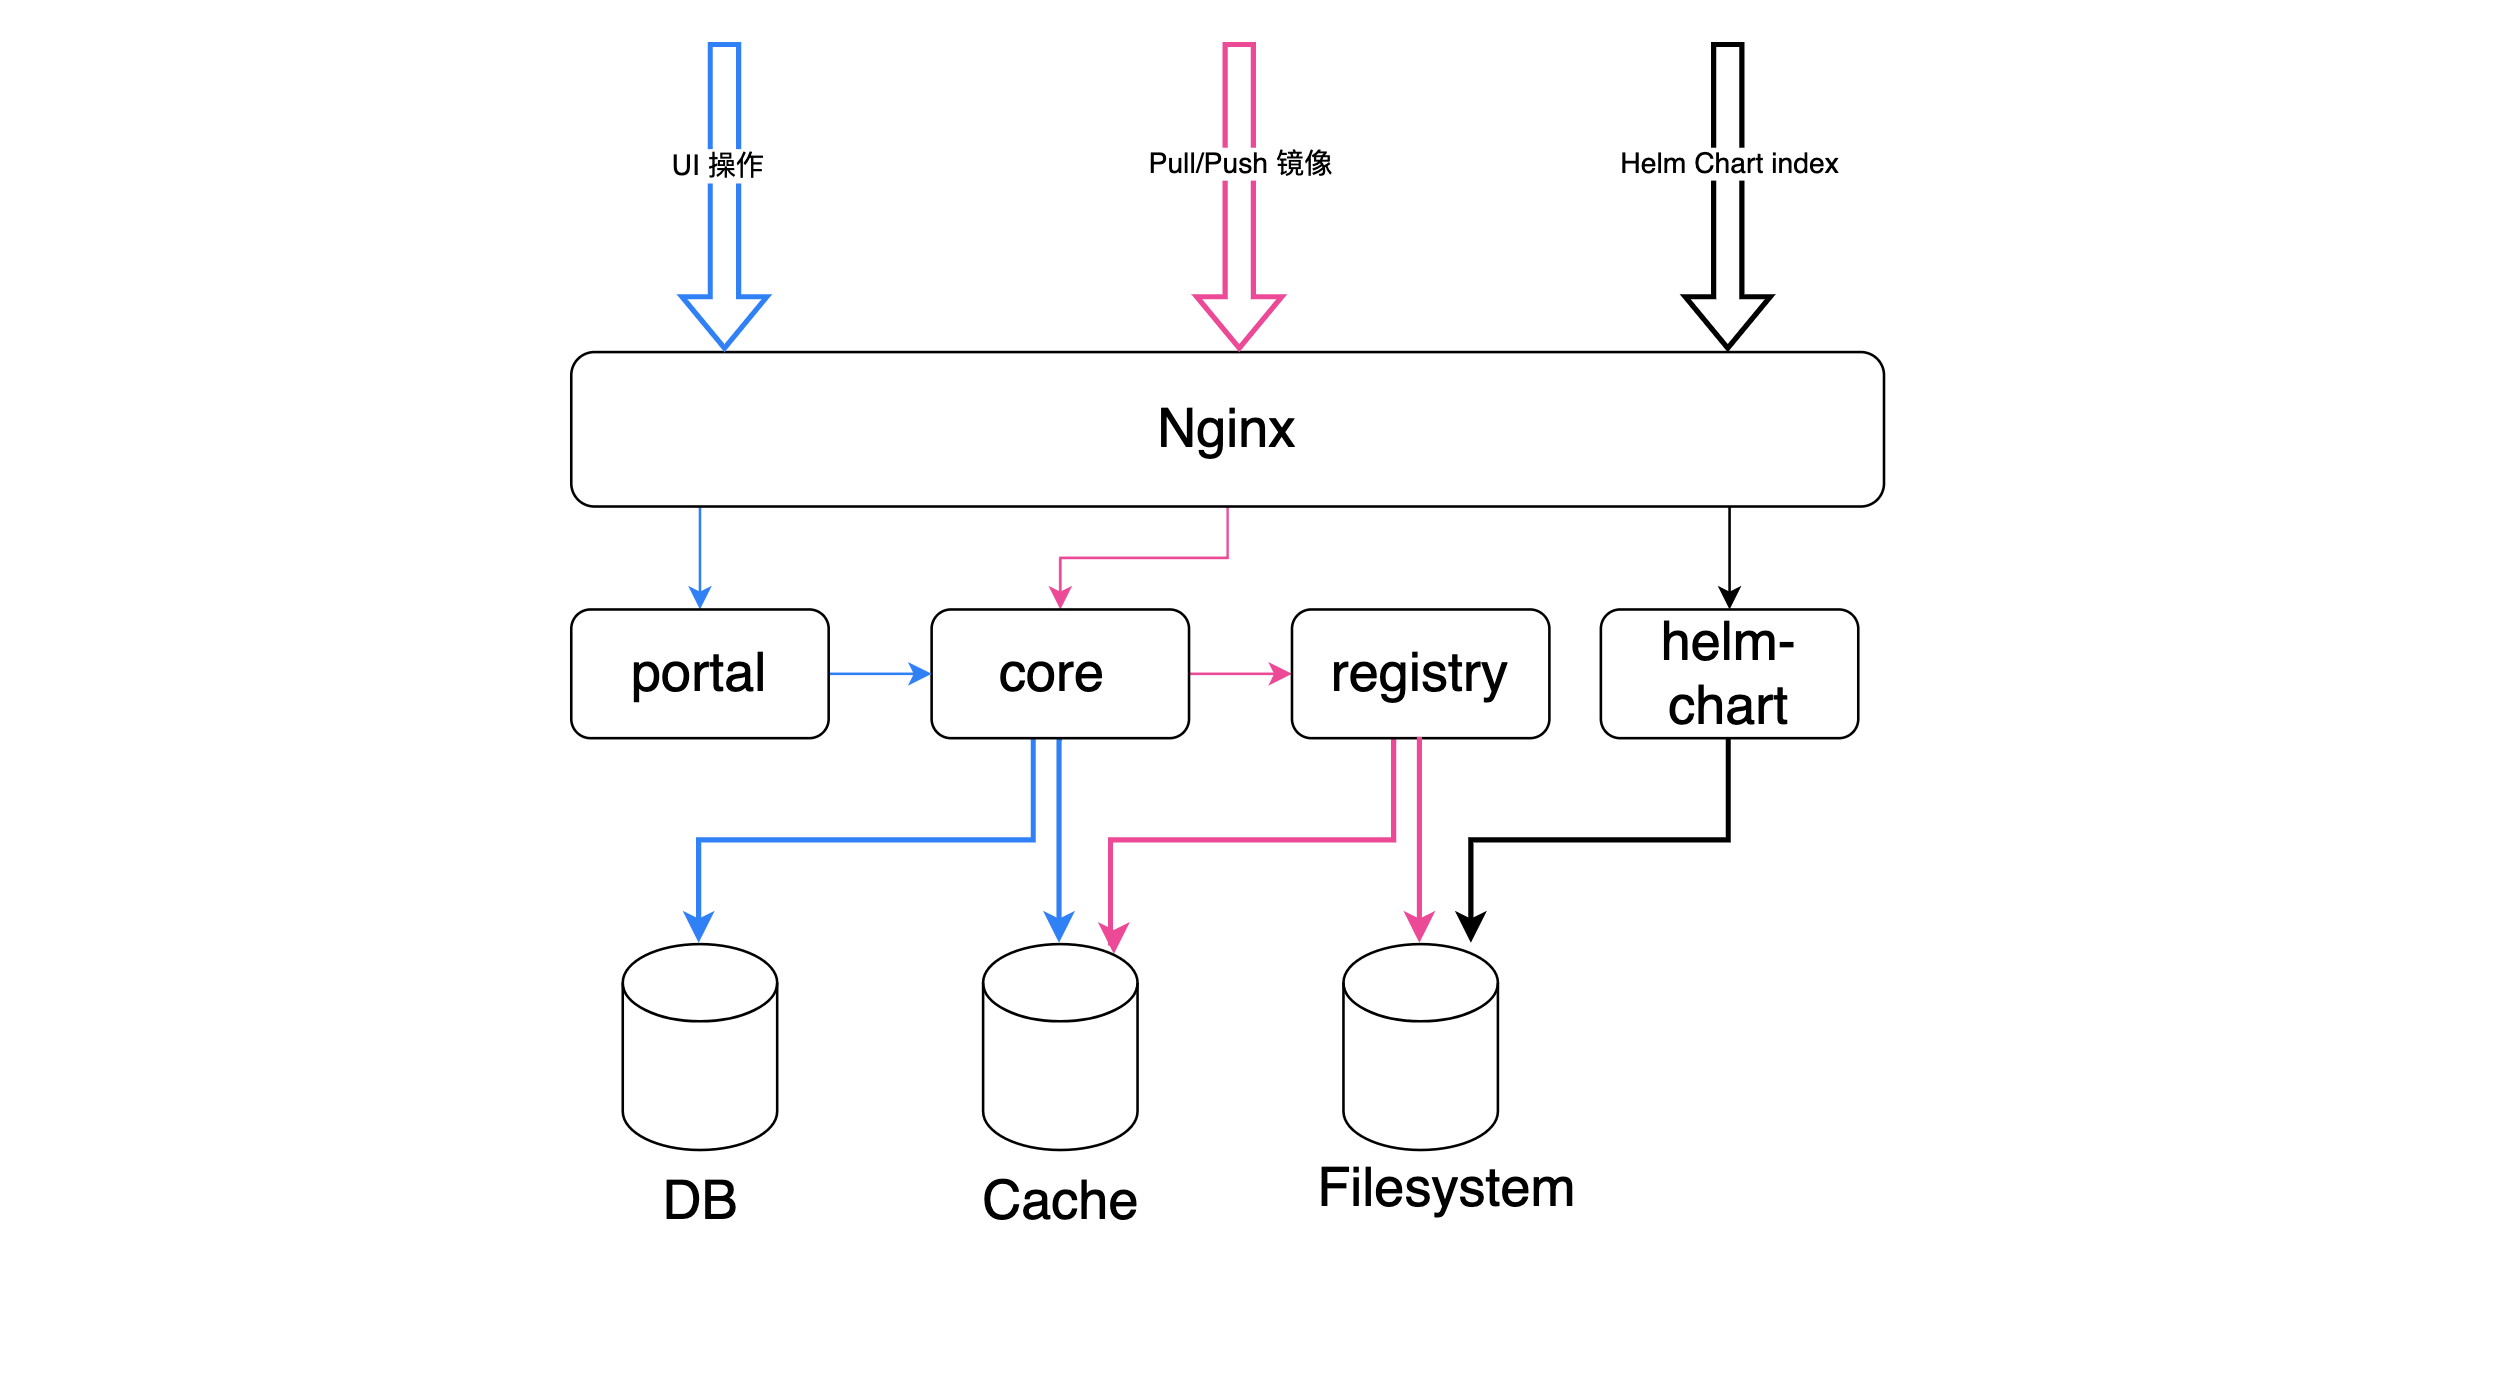 UI 操作
Pull/Push 镜像
Helm Chart index
Nginx
portal
core
registry
helm-
chart
DB
Cache
Filesystem